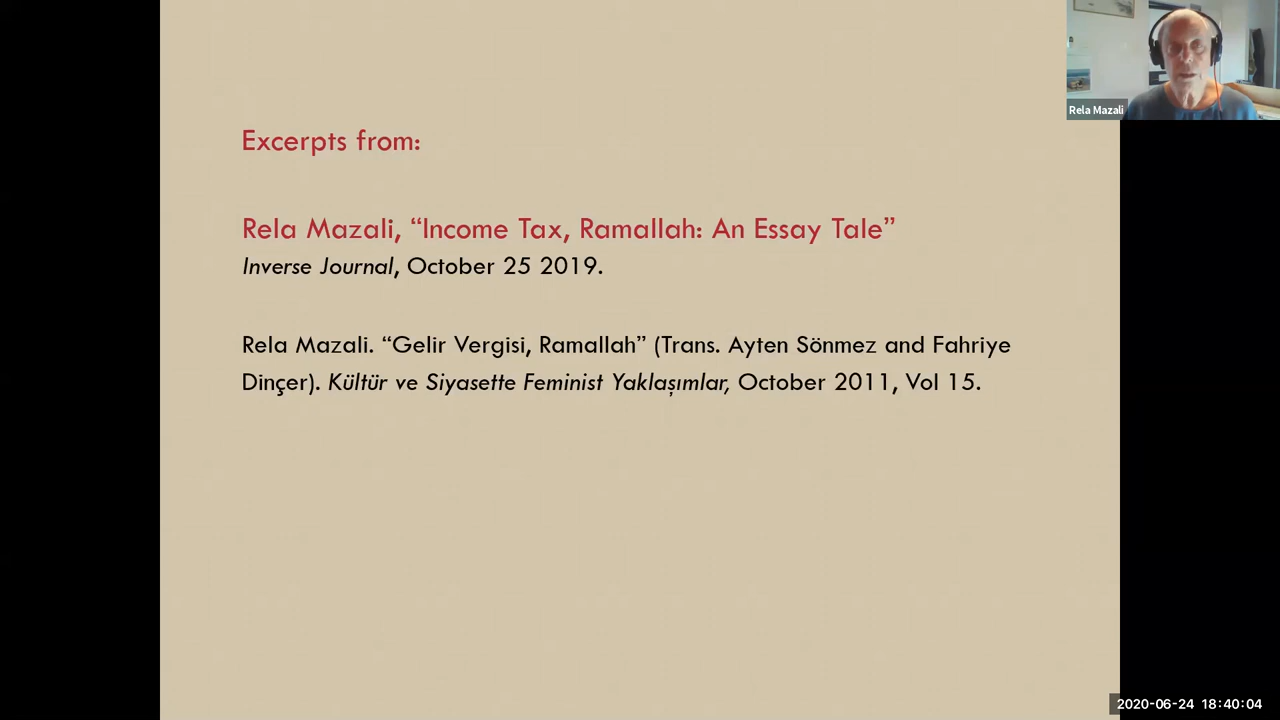 Rela Mazali
Excerpts from:
Rela Mazali, “Income Tax, Ramallah: An Essay Tale”
Inverse Journal, October 25 2019.
Rela Mazali. “Gelir Vergisi, Ramallah” (Trans. Ayten Sönmez and Fahriye
Dinçer). Kültür ve Siyasette Feminist Yaklaşımlar, October 2011, Vol 15.
2020-06-24 18:40:04